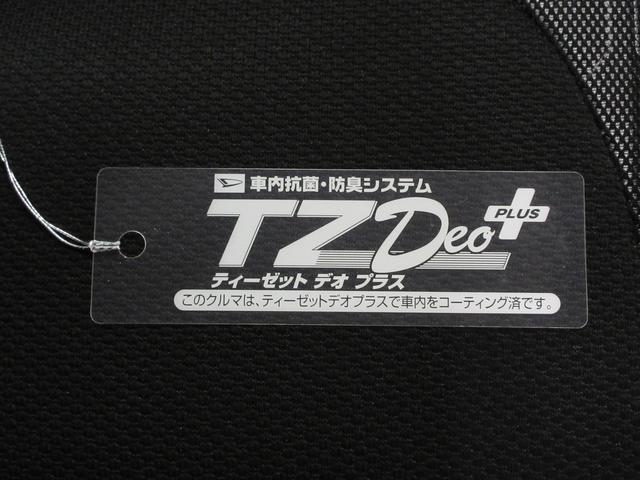 車内抗菌・防臭システム
TZ Deo PLUS
ティーゼット デオ プラス
このクルマは、ティーゼットデオプラスで車内をコーティング済です。